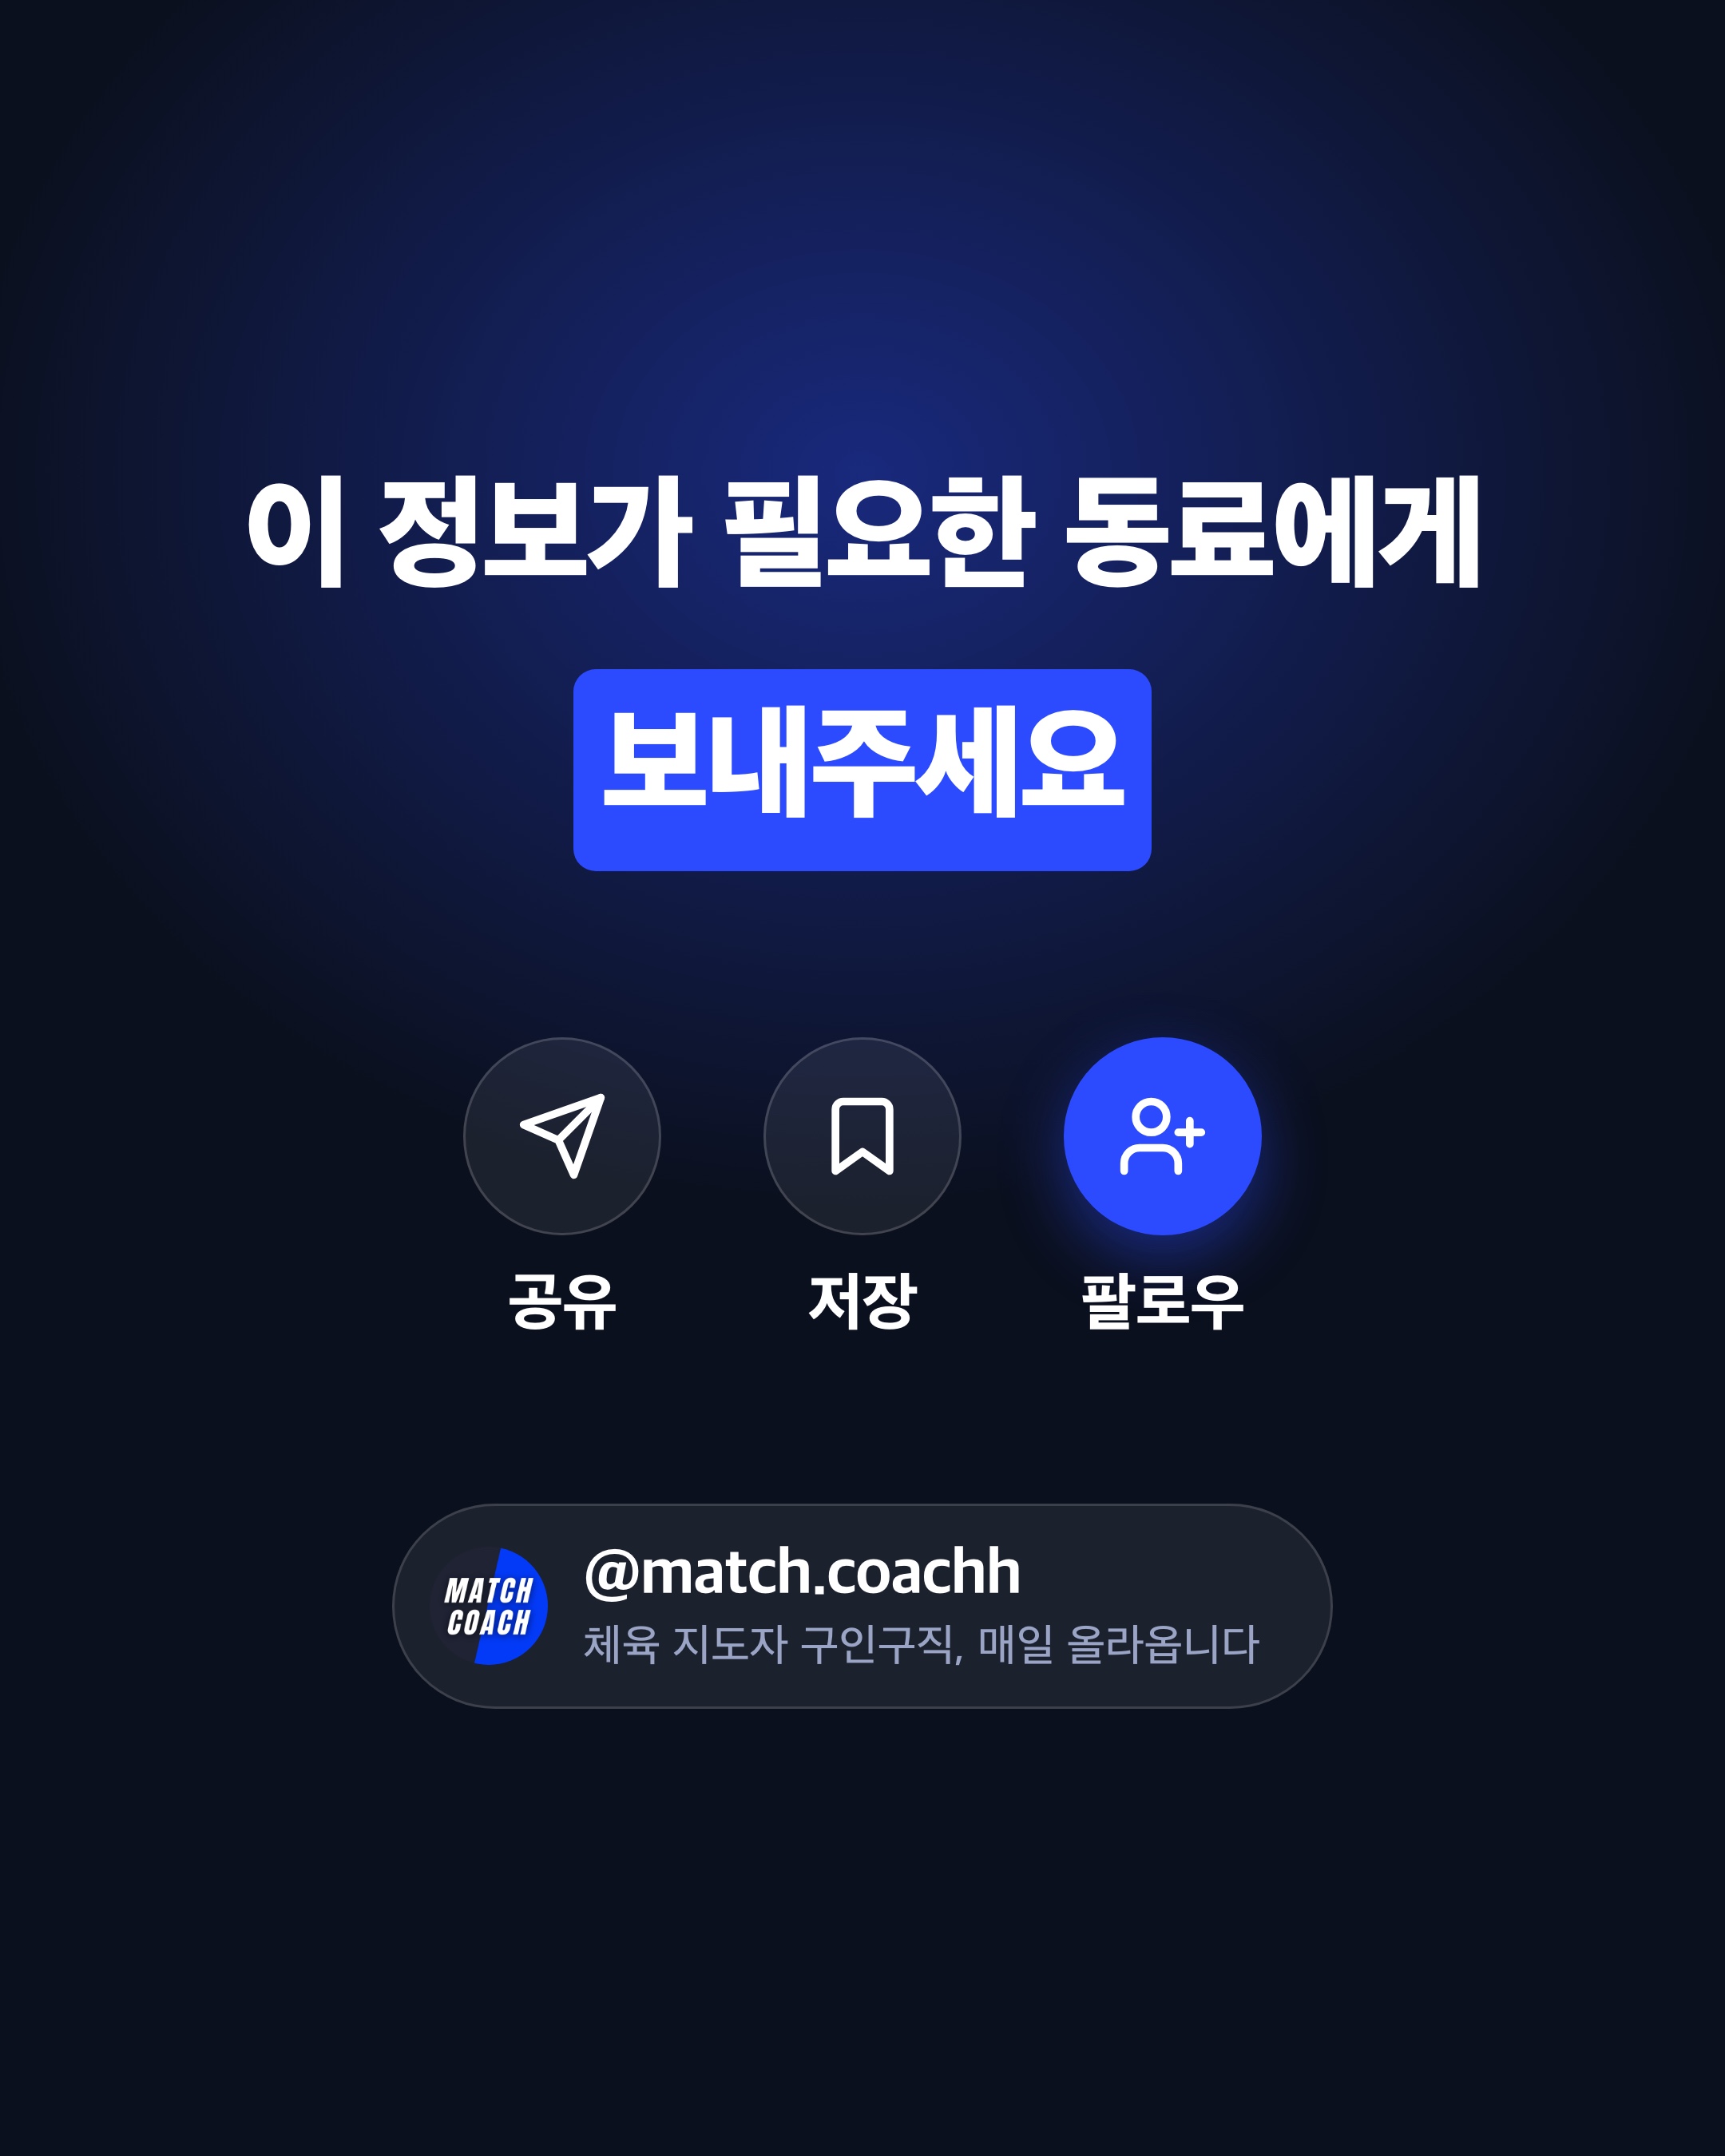 이 정보가 필요한 동료에게
보내주세요
공유 저장 팔로우
MATCH
COACH
@match.coachh
체육 지도자 구인구직, 매일 올라옵니다